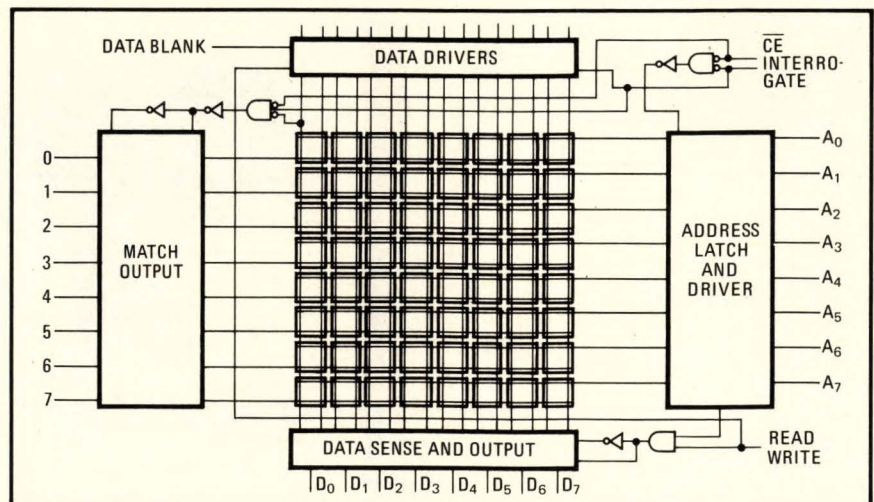 DATA BLANK
DATA DRIVERS
CE
INTERRO-
GATE
0
1
2
3
4
5
6
7
MATCH
OUTPUT
ADDRESS
LATCH
AND
DRIVER
A₀
A₁
A₂
A₃
A₄
A₅
A₆
A₇
DATA SENSE AND OUTPUT
READ
WRITE
D₀ D₁ D₂ D₃ D₄ D₅ D₆ D₇